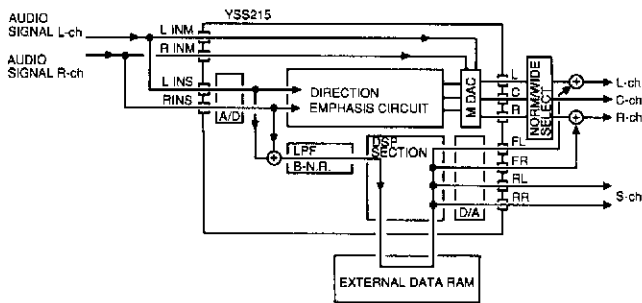 AUDIO
SIGNAL L-ch
AUDIO
SIGNAL R-ch
YSS215
L INM
R INM
L INS
RINS
A/D
DIRECTION
EMPHASIS CIRCUIT
M DAC
L
C
R
NORM/WIDE
SELECT
L-ch
C-ch
R-ch
LPF
B-N.R.
DSP
SECTION
D/A
FL
FR
RL
RR
S-ch
EXTERNAL DATA RAM